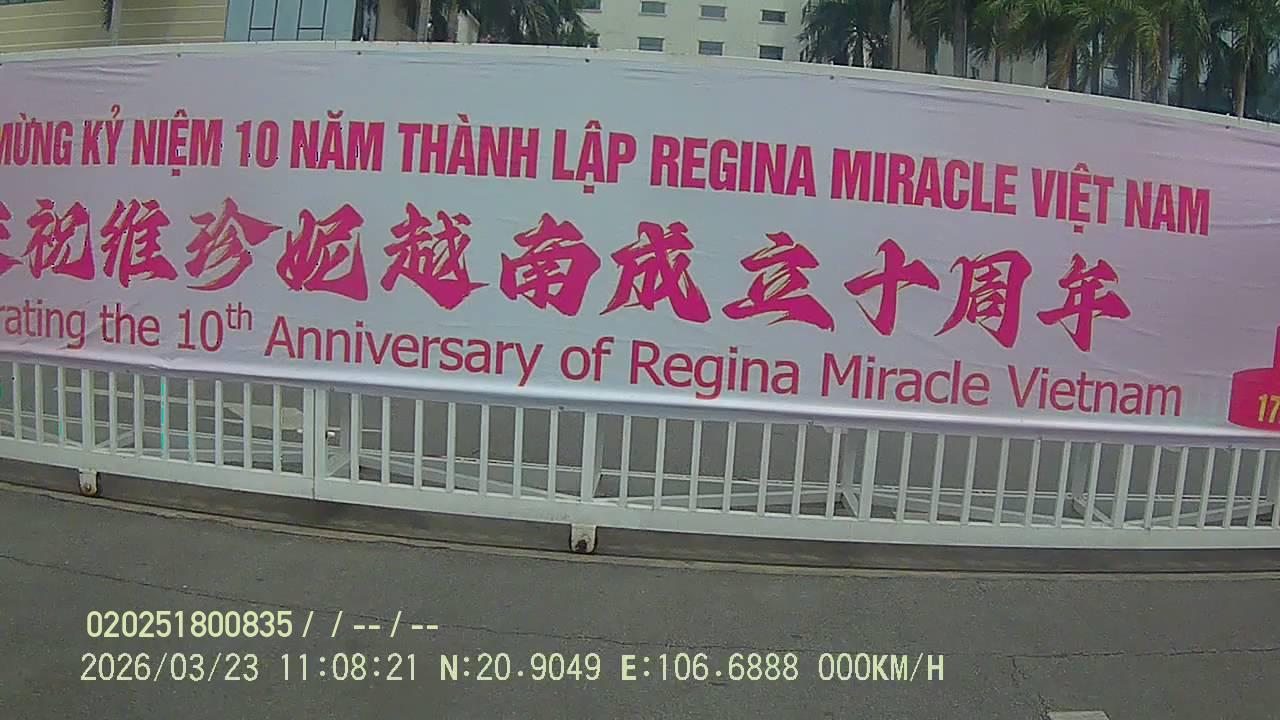 MỪNG KỶ NIỆM 10 NĂM THÀNH LẬP REGINA MIRACLE VIỆT NAM
祝維珍妮越南成立十周年
rating the 10th Anniversary of Regina Miracle Vietnam
17
020251800835 / / -- / --
2026/03/23 11:08:21 N:20.9049 E:106.6888 000KM/H